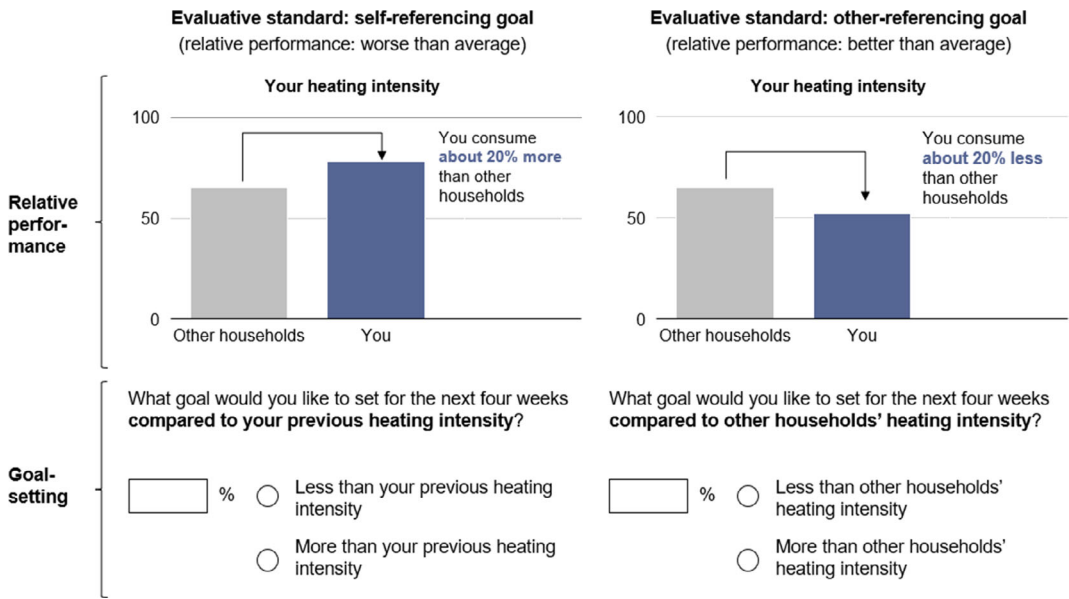 Evaluative standard: self-referencing goal
(relative performance: worse than average)
Evaluative standard: other-referencing goal
(relative performance: better than average)
Relative
perfor-
mance
Your heating intensity
100
50
0
You consume
about 20% more
than other
households
Other households
You
Your heating intensity
100
50
0
You consume
about 20% less
than other
households
Other households
You
Goal-
setting
What goal would you like to set for the next four weeks
compared to your previous heating intensity?
%
Less than your previous heating
intensity
More than your previous heating
intensity
What goal would you like to set for the next four weeks
compared to other households' heating intensity?
%
Less than other households'
heating intensity
More than other households'
heating intensity